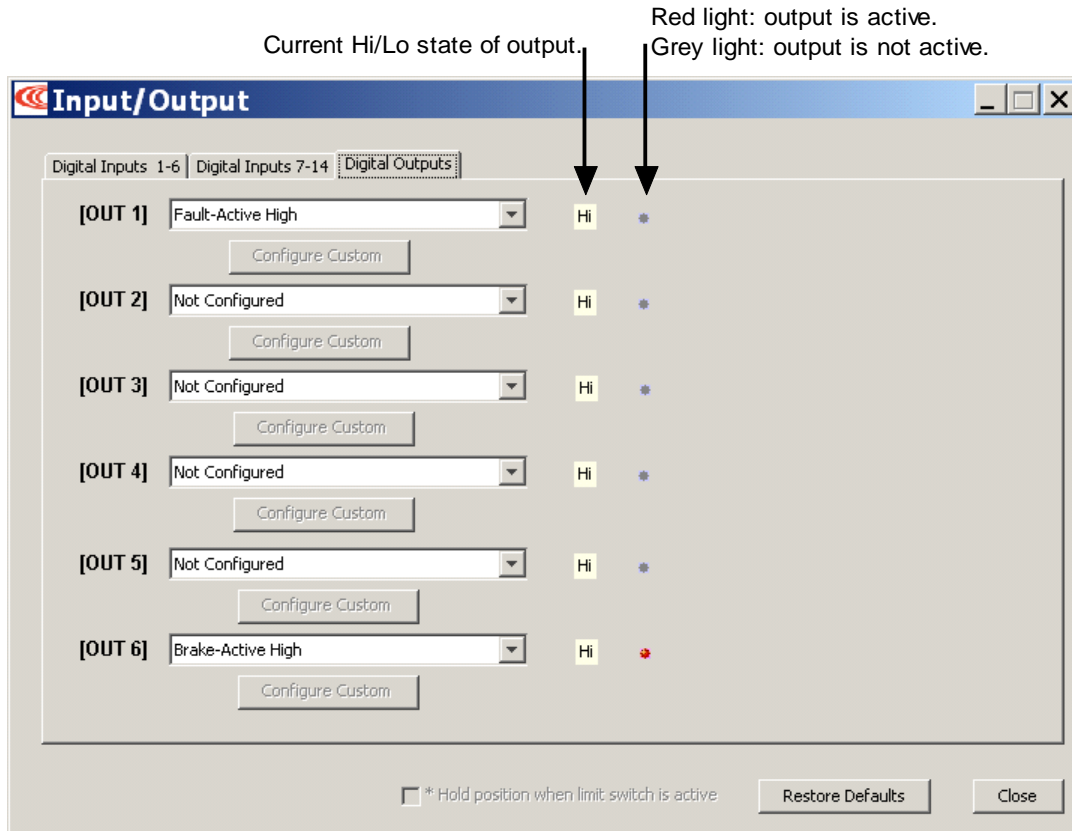 Red light: output is active.
Current Hi/Lo state of output.
Grey light: output is not active.
Input/Output
Digital Inputs 1-6
Digital Inputs 7-14
Digital Outputs
[OUT 1] Fault-Active High Hi
Configure Custom
[OUT 2] Not Configured Hi
Configure Custom
[OUT 3] Not Configured Hi
Configure Custom
[OUT 4] Not Configured Hi
Configure Custom
[OUT 5] Not Configured Hi
Configure Custom
[OUT 6] Brake-Active High Hi
Configure Custom
* Hold position when limit switch is active
Restore Defaults
Close